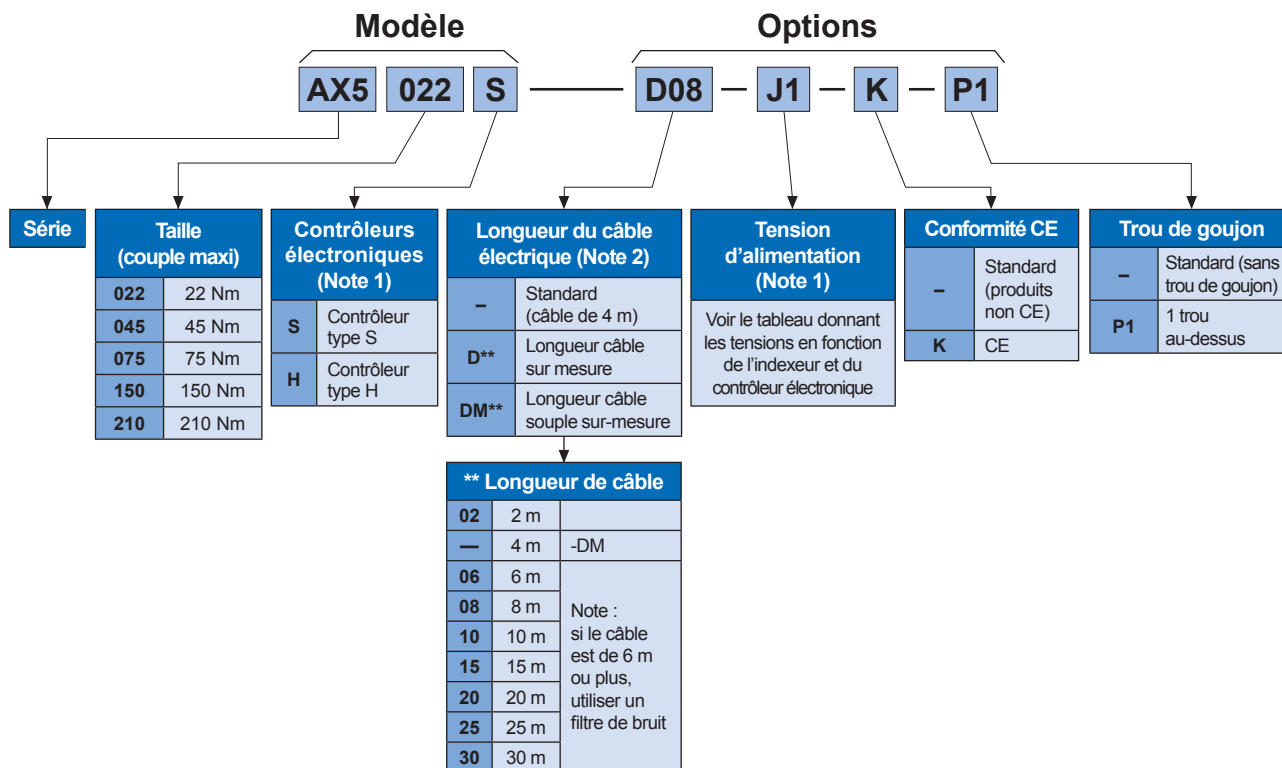 Modèle
Options
AX5 022 S — D08 — J1 — K — P1
Série
Taille
(couple maxi)
022 22 Nm
045 45 Nm
075 75 Nm
150 150 Nm
210 210 Nm
Contrôleurs
électroniques
(Note 1)
S Contrôleur
type S
H Contrôleur
type H
Longueur du câble
électrique (Note 2)
– Standard
(câble de 4 m)
D** Longueur câble
sur mesure
DM** Longueur câble
souple sur-mesure
** Longueur de câble
02 2 m
— 4 m -DM
06 6 m
08 8 m
10 10 m
15 15 m
20 20 m
25 25 m
30 30 m
Note :
si le câble
est de 6 m
ou plus,
utiliser un
filtre de bruit
Tension
d'alimentation
(Note 1)
Voir le tableau donnant
les tensions en fonction
de l'indexeur et du
contrôleur électronique
Conformité CE
– Standard
(produits
non CE)
K CE
Trou de goujon
– Standard (sans
trou de goujon)
P1 1 trou
au-dessus